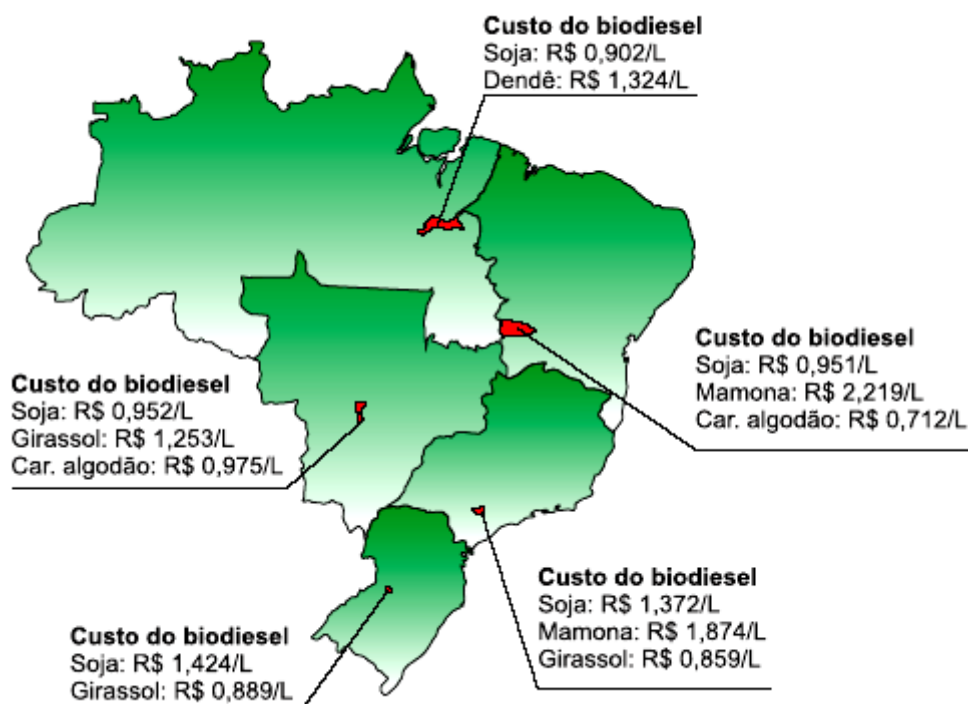 Custo do biodiesel
Soja: R$ 0,902/L
Dendê: R$ 1,324/L
Custo do biodiesel
Soja: R$ 0,951/L
Mamona: R$ 2,219/L
Car. algodão: R$ 0,712/L
Custo do biodiesel
Soja: R$ 0,952/L
Girassol: R$ 1,253/L
Car. algodão: R$ 0,975/L
Custo do biodiesel
Soja: R$ 1,372/L
Mamona: R$ 1,874/L
Girassol: R$ 0,859/L
Custo do biodiesel
Soja: R$ 1,424/L
Girassol: R$ 0,889/L